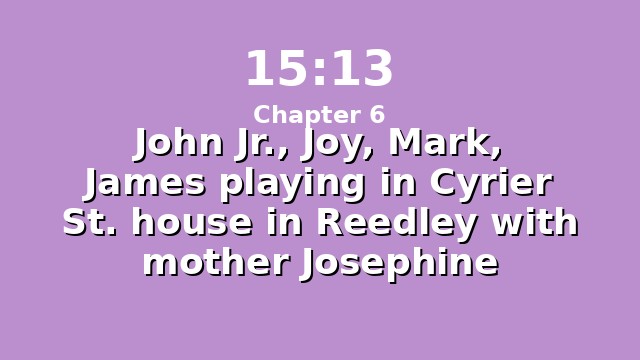 15:13
Chapter 6
John Jr., Joy, Mark,
James playing in Cyrier
St. house in Reedley with
mother Josephine